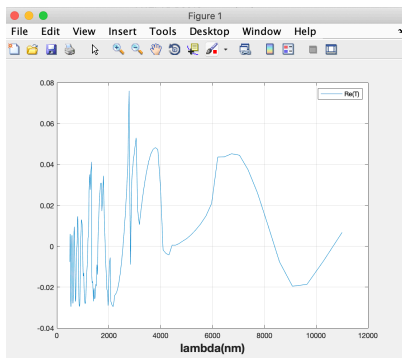 Figure 1
File Edit View Insert Tools Desktop Window Help
0.08
Re(T)
0.06
0.04
0.02
0
-0.02
-0.04
0 2000 4000 6000 8000 10000 12000
lambda(nm)